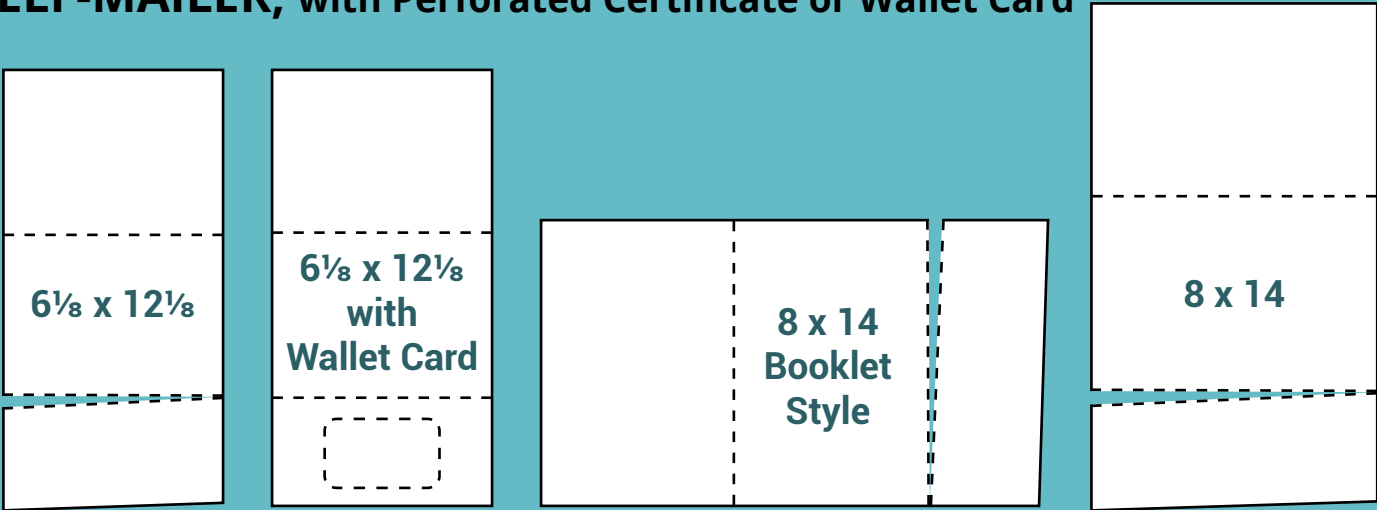 with Perforated Certificate or Wallet Card
6⅛ x 12⅛
6⅛ x 12⅛
with
Wallet Card
8 x 14
Booklet
Style
8 x 14